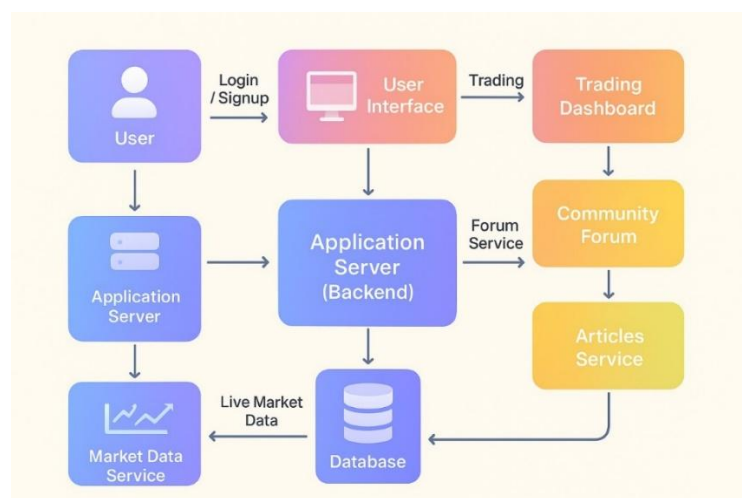 User
Login
/ Signup
User
Interface
Trading
Trading
Dashboard
Application
Server
Application
Server
(Backend)
Forum
Service
Community
Forum
Articles
Service
Market Data
Service
Live Market
Data
Database